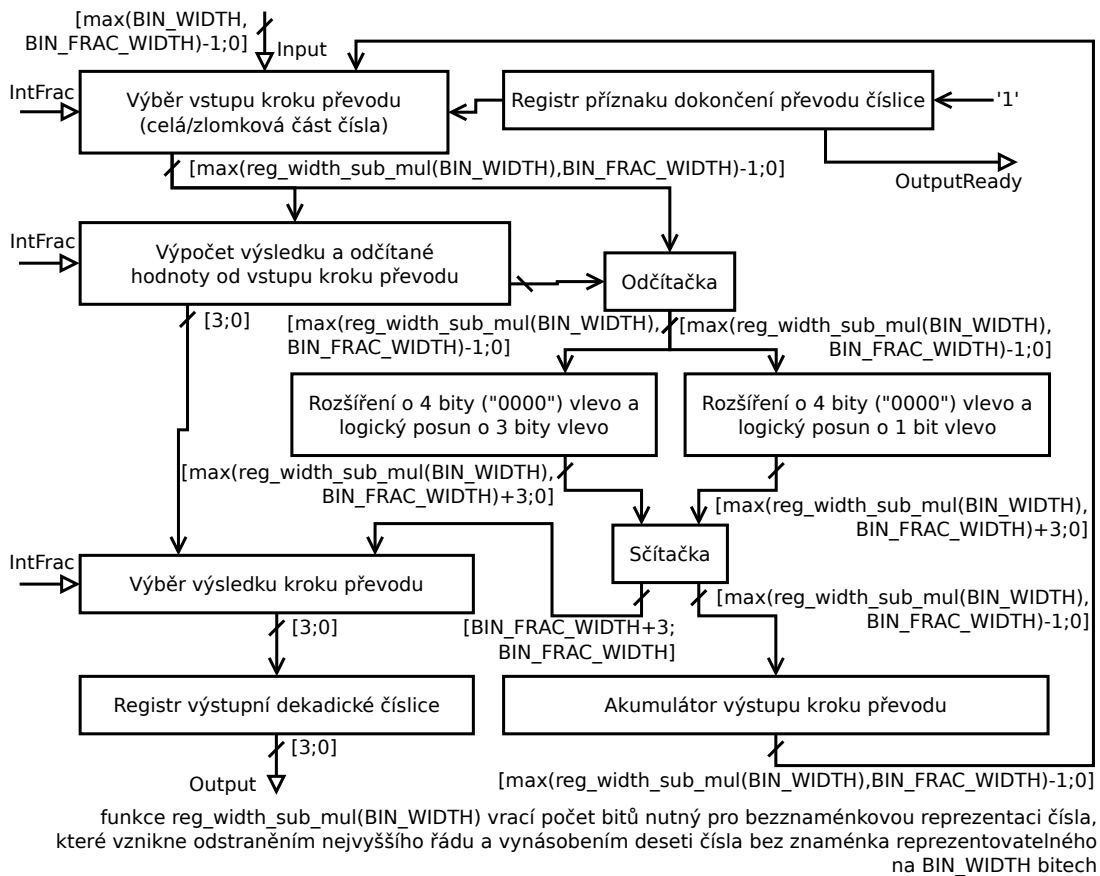 [max(BIN_WIDTH,
BIN_FRAC_WIDTH)-1;0]
Input
IntFrac
Výběr vstupu kroku převodu
(celá/zlomková část čísla)
Registr příznaku dokončení převodu číslice
'1'
OutputReady
[max(reg_width_sub_mul(BIN_WIDTH),BIN_FRAC_WIDTH)-1;0]
IntFrac
Výpočet výsledku a odčítané
hodnoty od vstupu kroku převodu
Odčítačka
[3;0]
[max(reg_width_sub_mul(BIN_WIDTH),
BIN_FRAC_WIDTH)-1;0]
[max(reg_width_sub_mul(BIN_WIDTH),
BIN_FRAC_WIDTH)-1;0]
Rozšíření o 4 bity ("0000") vlevo a
logický posun o 3 bity vlevo
Rozšíření o 4 bity ("0000") vlevo a
logický posun o 1 bit vlevo
[max(reg_width_sub_mul(BIN_WIDTH),
BIN_FRAC_WIDTH)+3;0]
[max(reg_width_sub_mul(BIN_WIDTH),
BIN_FRAC_WIDTH)+3;0]
Sčítačka
IntFrac
Výběr výsledku kroku převodu
[3;0]
[BIN_FRAC_WIDTH+3;
BIN_FRAC_WIDTH]
[max(reg_width_sub_mul(BIN_WIDTH),
BIN_FRAC_WIDTH)-1;0]
Registr výstupní dekadické číslice
Akumulátor výstupu kroku převodu
[3;0]
Output
[max(reg_width_sub_mul(BIN_WIDTH),BIN_FRAC_WIDTH)-1;0]
funkce reg_width_sub_mul(BIN_WIDTH) vrací počet bitů nutný pro bezznaménkovou reprezentaci čísla,
které vznikne odstraněním nejvyššího řádu a vynásobením deseti čísla bez znaménka reprezentovatelného
na BIN_WIDTH bitech